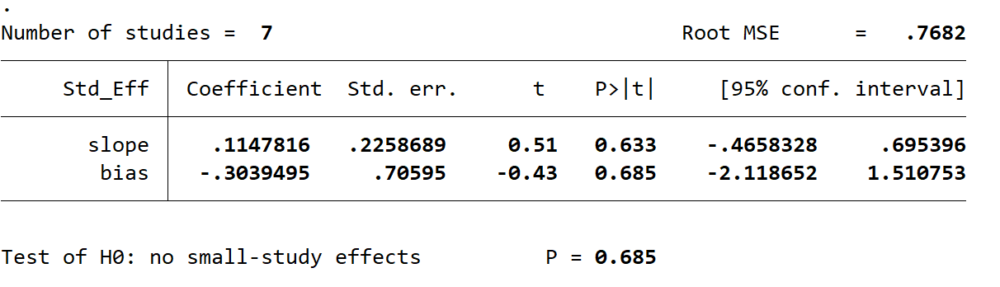 .
Number of studies =  7                                  Root MSE      =   .7682
Std_Eff   Coefficient  Std. err.      t    P>|t|     [95% conf. interval]
slope     .1147816   .2258689     0.51   0.633    -.4658328     .695396
bias    -.3039495     .70595    -0.43   0.685    -2.118652    1.510753
Test of H0: no small-study effects          P = 0.685